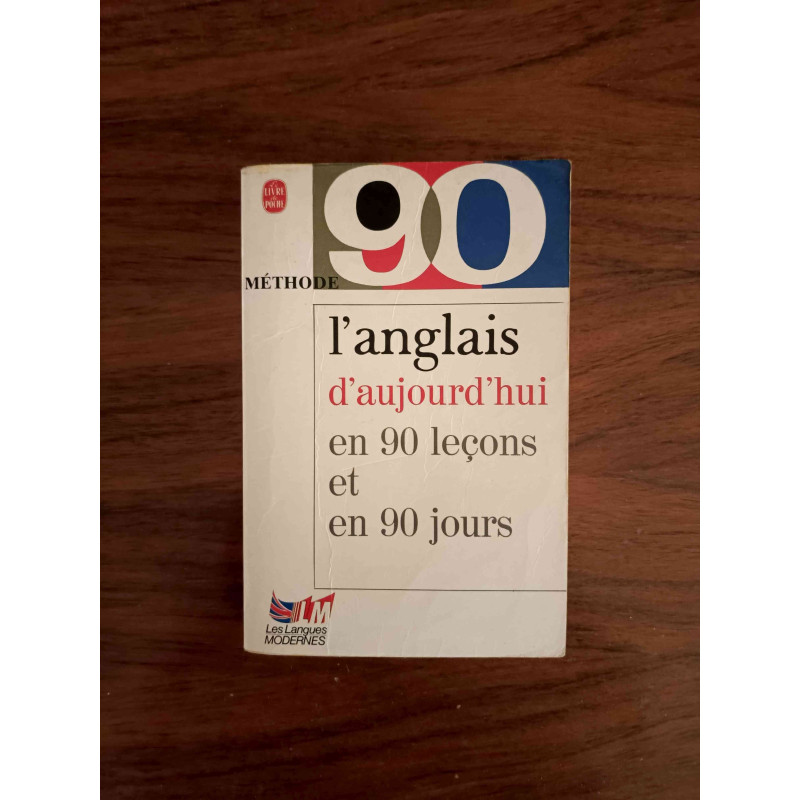 LE
LIVRE
de
POCHE
90
MÉTHODE
l'anglais
d'aujourd'hui
en 90 leçons
et
en 90 jours
LM
Les Langues
MODERNES